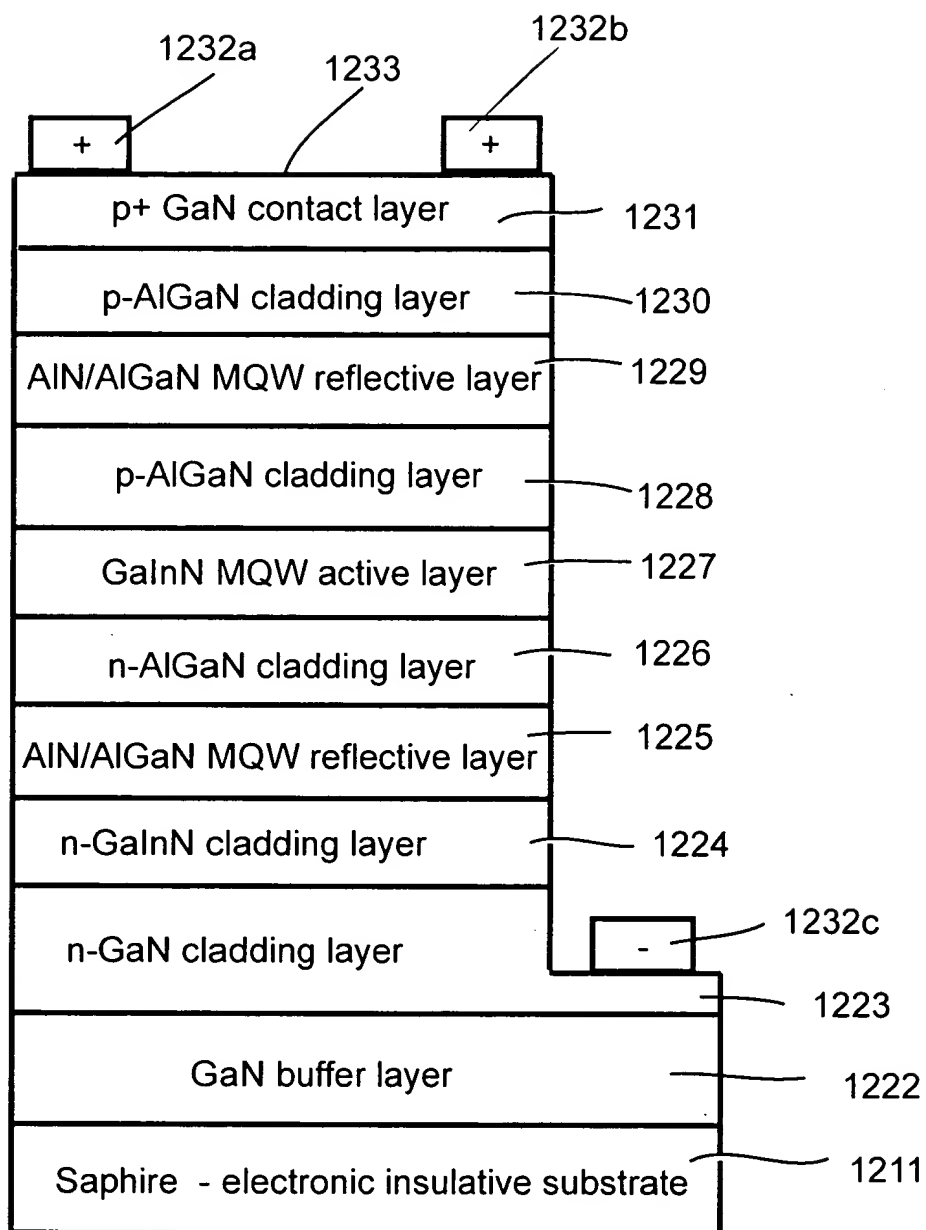 1232a
1232b
1233
+
+
p+ GaN contact layer
1231
p-AlGaN cladding layer
1230
AlN/AlGaN MQW reflective layer
1229
p-AlGaN cladding layer
1228
GaInN MQW active layer
1227
n-AlGaN cladding layer
1226
AlN/AlGaN MQW reflective layer
1225
n-GaInN cladding layer
1224
1232c
-
n-GaN cladding layer
1223
GaN buffer layer
1222
Saphire - electronic insulative substrate
1211